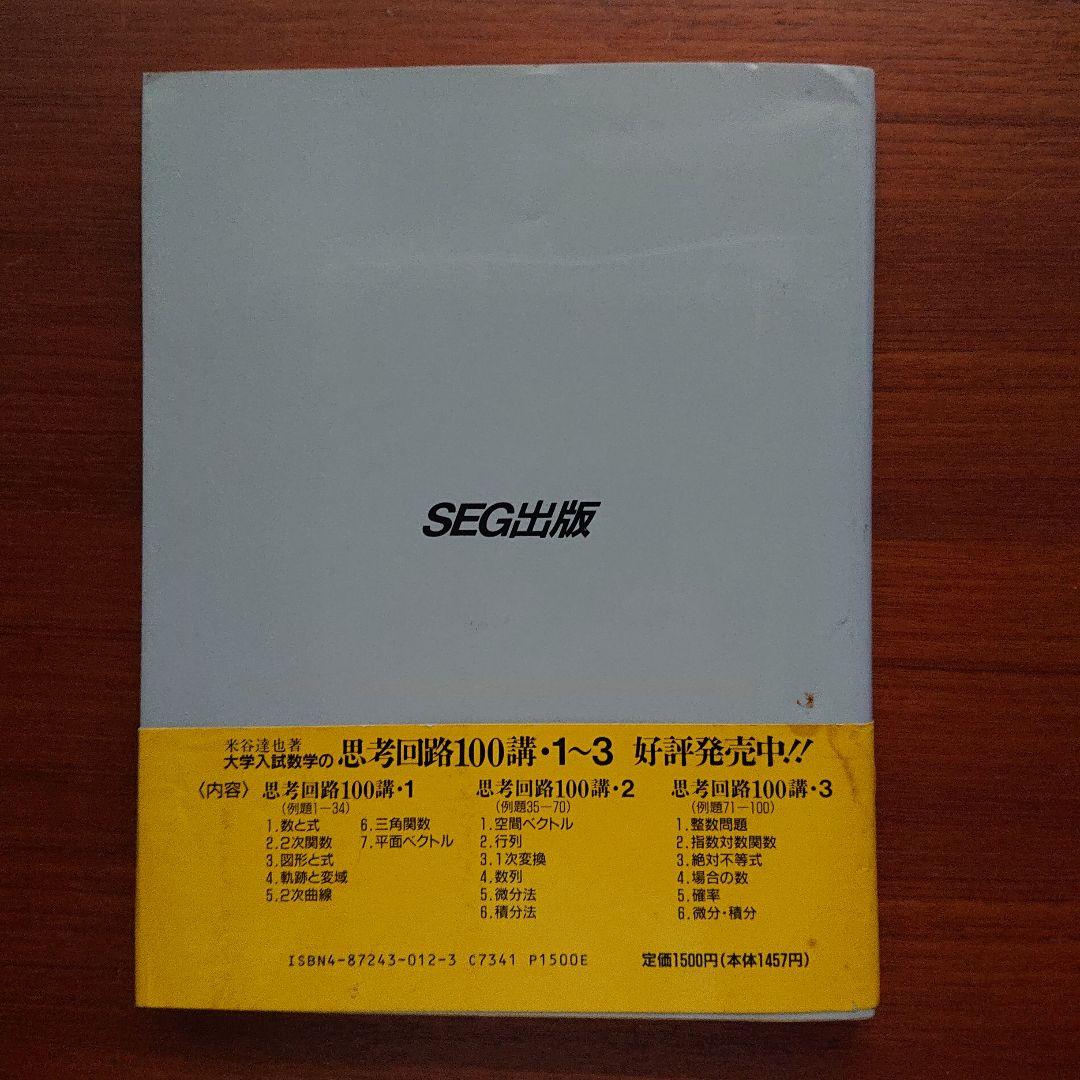 SEG出版
米谷達也著
大学入試数学の 思考回路100講・1〜3 好評発売中!!
〈内容〉 思考回路100講・1
(例題1−34)
1.数と式
2.2次関数
3.図形と式
4.軌跡と変域
5.2次曲線
6.三角関数
7.平面ベクトル
思考回路100講・2
(例題35−70)
1.空間ベクトル
2.行列
3.1次変換
4.数列
5.微分法
6.積分法
思考回路100講・3
(例題71−100)
1.整数問題
2.指数対数関数
3.絶対不等式
4.場合の数
5.確率
6.微分・積分
ISBN4-87243-012-3 C7341 P1500E 定価1500円(本体1457円)